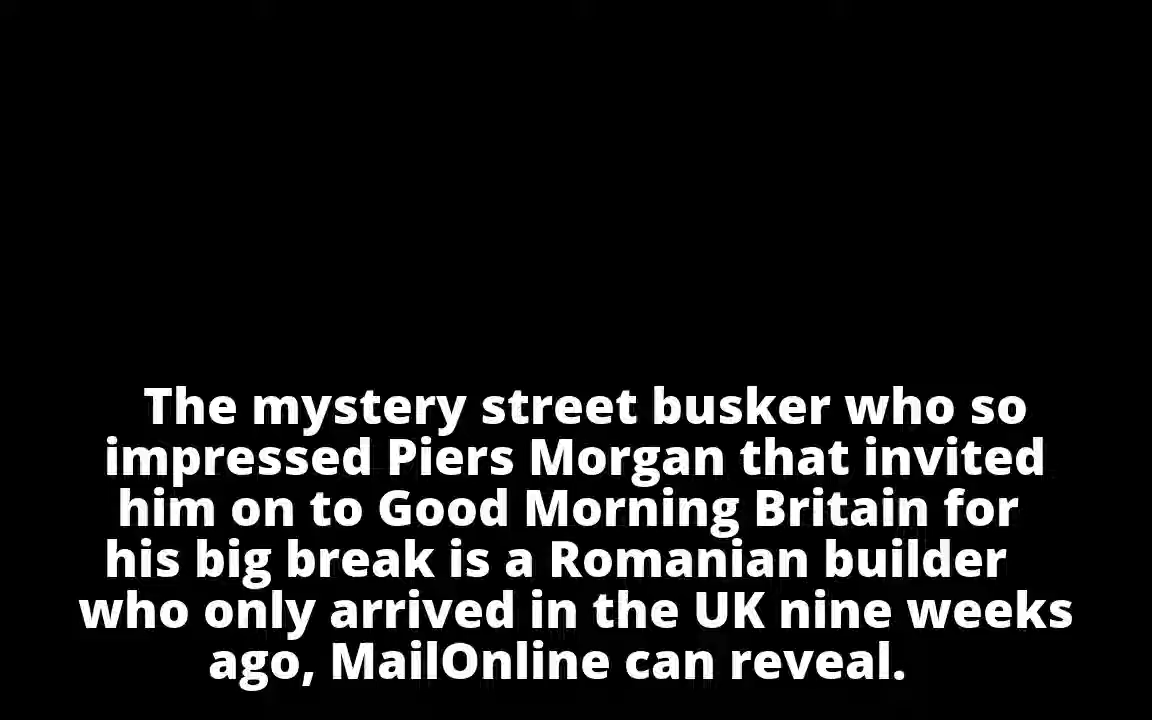 The mystery street busker who so
impressed Piers Morgan that invited
him on to Good Morning Britain for
his big break is a Romanian builder
who only arrived in the UK nine weeks
ago, MailOnline can reveal.